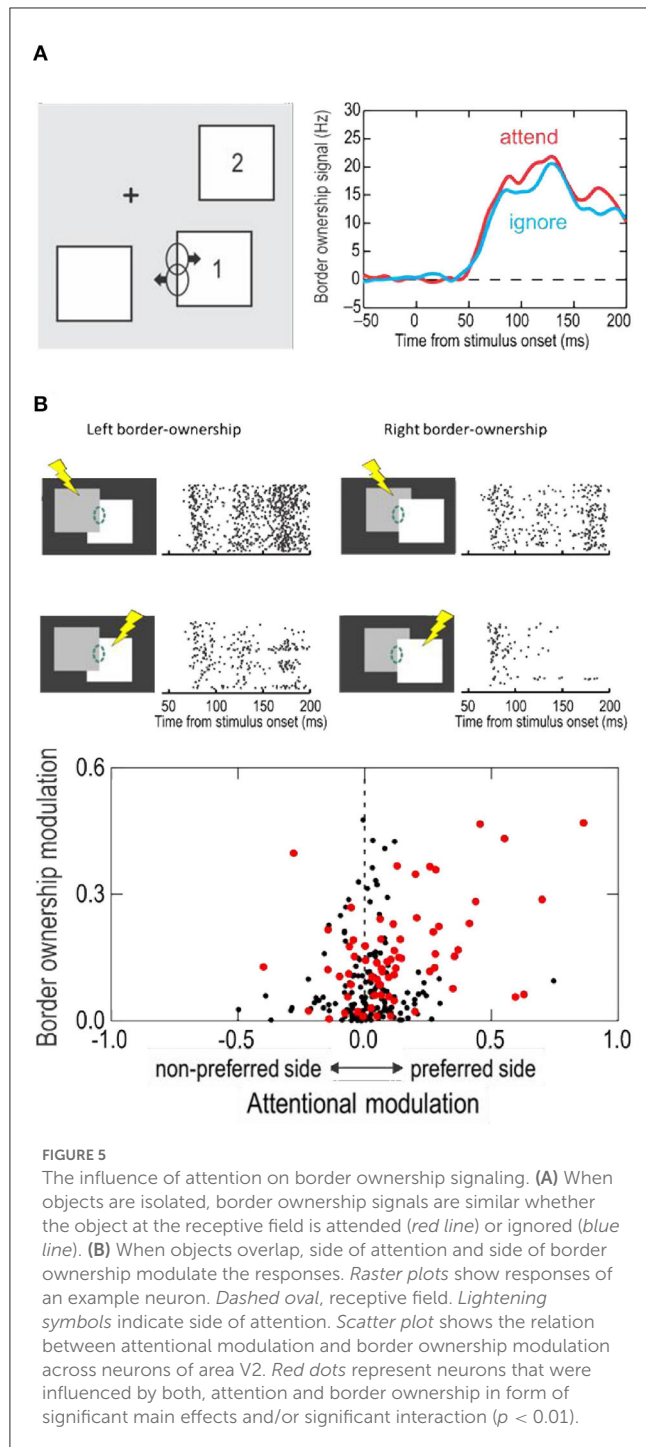 A
2
1
+
30
25
20
15
10
5
0
−5
Border ownership signal (Hz)
attend
ignore
−50 0 50 100 150 200
Time from stimulus onset (ms)
B
Left border-ownership
Right border-ownership
50 100 150 200
Time from stimulus onset (ms)
50 100 150 200
Time from stimulus onset (ms)
0.6
0.3
0.0
Border ownership modulation
-1.0 -0.5 0.0 0.5 1.0
non-preferred side preferred side
Attentional modulation
FIGURE 5
The influence of attention on border ownership signaling. (A) When
objects are isolated, border ownership signals are similar whether
the object at the receptive field is attended (red line) or ignored (blue
line). (B) When objects overlap, side of attention and side of border
ownership modulate the responses. Raster plots show responses of
an example neuron. Dashed oval, receptive field. Lightening
symbols indicate side of attention. Scatter plot shows the relation
between attentional modulation and border ownership modulation
across neurons of area V2. Red dots represent neurons that were
influenced by both, attention and border ownership in form of
significant main effects and/or significant interaction (p < 0.01).